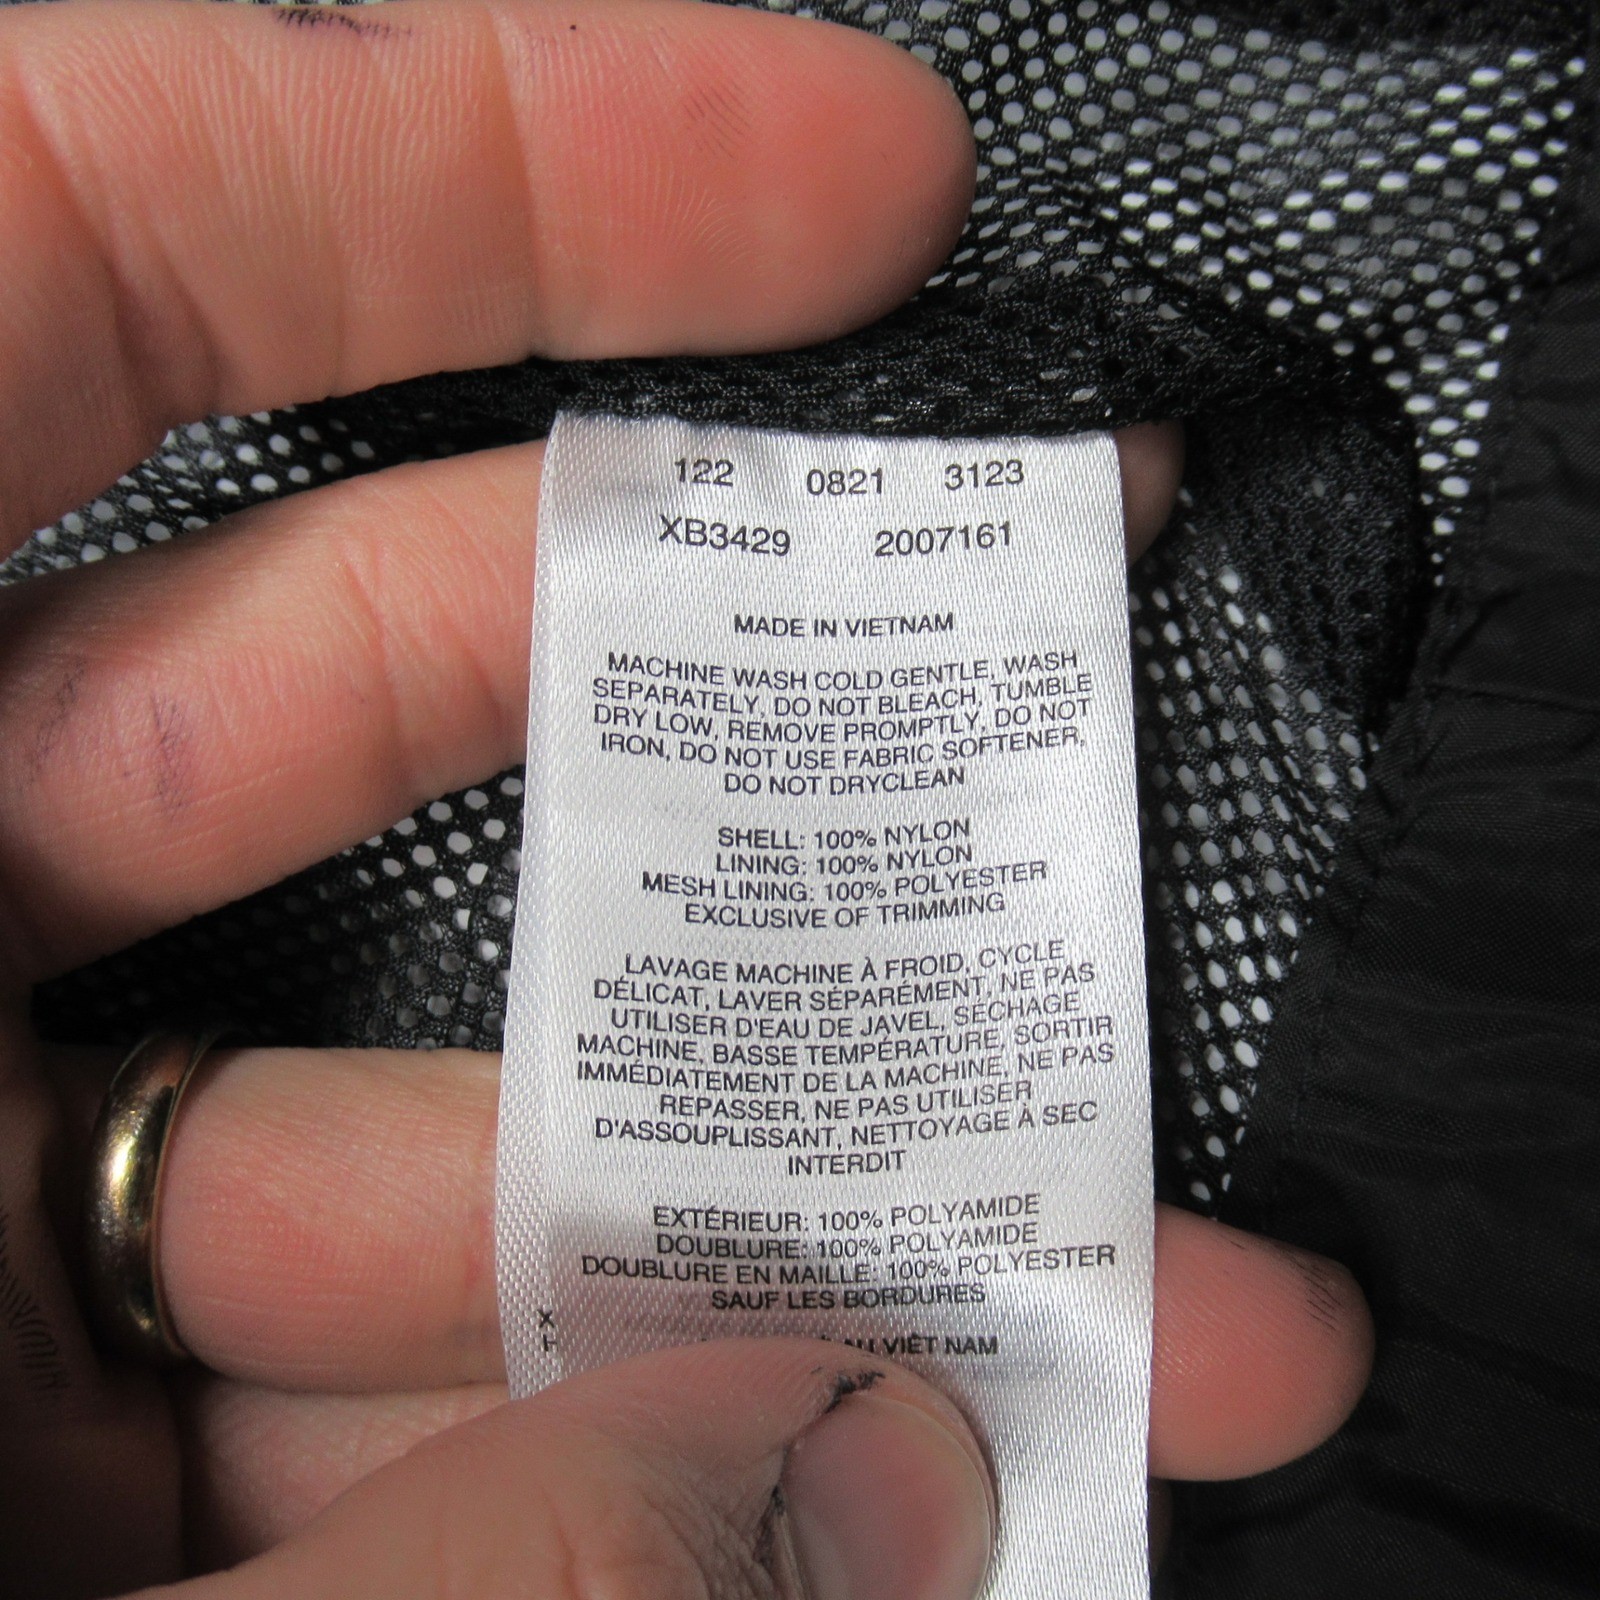 122 0821 3123
XB3429 2007161
MADE IN VIETNAM
MACHINE WASH COLD GENTLE, WASH
SEPARATELY, DO NOT BLEACH, TUMBLE
DRY LOW, REMOVE PROMPTLY, DO NOT
IRON, DO NOT USE FABRIC SOFTENER,
DO NOT DRYCLEAN
SHELL: 100% NYLON
LINING: 100% NYLON
MESH LINING: 100% POLYESTER
EXCLUSIVE OF TRIMMING
LAVAGE MACHINE À FROID, CYCLE
DÉLICAT, LAVER SÉPARÉMENT, NE PAS
UTILISER D'EAU DE JAVEL, SÉCHAGE
MACHINE, BASSE TEMPÉRATURE, SORTIR
IMMÉDIATEMENT DE LA MACHINE, NE PAS
REPASSER, NE PAS UTILISER
D'ASSOUPLISSANT, NETTOYAGE À SEC
INTERDIT
EXTÉRIEUR: 100% POLYAMIDE
DOUBLURE: 100% POLYAMIDE
DOUBLURE EN MAILLE: 100% POLYESTER
SAUF LES BORDURES
AU VIÊT NAM